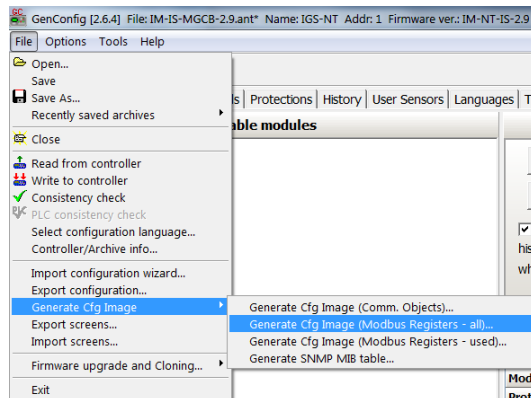 GenConfig [2.6.4] File: IM-IS-MGCB-2.9.ant* Name: IGS-NT Addr: 1 Firmware ver.: IM-NT-IS-2.9
File Options Tools Help
Open...
Save
Save As...
ls Protections History User Sensors Languages T
Recently saved archives
able modules
Close
Read from controller
Write to controller
Consistency check
PLC consistency check
Select configuration language...
Controller/Archive info...
his
wh
Import configuration wizard...
Export configuration...
Generate Cfg Image
Generate Cfg Image (Comm. Objects)...
Export screens...
Generate Cfg Image (Modbus Registers - all)...
Import screens...
Generate Cfg Image (Modbus Registers - used)...
Firmware upgrade and Cloning...
Generate SNMP MIB table...
Mod
Exit